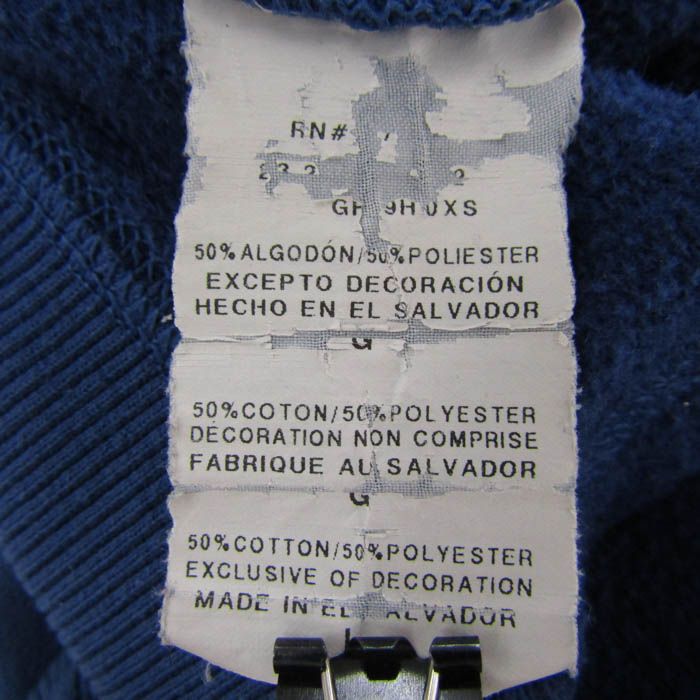 RN#
50%ALGODÓN/50%POLIESTER
EXCEPTO DECORACIÓN
HECHO EN EL SALVADOR
G
50%COTON/50%POLYESTER
DÉCORATION NON COMPRISE
FABRIQUE AU SALVADOR
G
50%COTTON/50%POLYESTER
EXCLUSIVE OF DECORATION
MADE IN EL SALVADOR